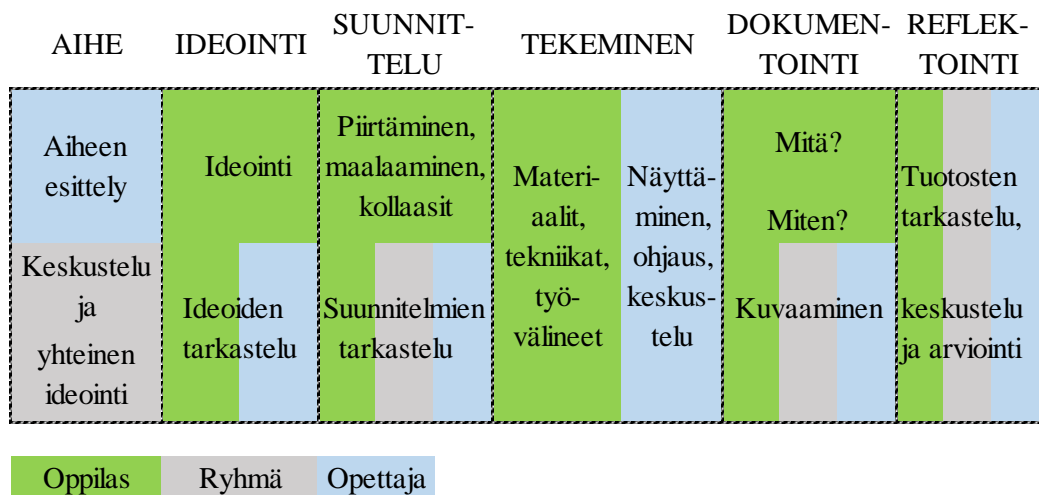 AIHE
IDEOINTI
SUUNNIT-
TELU
TEKEMINEN
DOKUMEN-
TOINTI
REFLEK-
TOINTI
Aiheen
esittely
Keskustelu
ja
yhteinen
ideointi
Ideointi
Ideoiden
tarkastelu
Piirtäminen,
maalaaminen,
kollaasit
Suunnitelmien
tarkastelu
Materi-
aalit,
tekniikat,
työ-
välineet
Näyttä-
minen,
ohjaus,
keskus-
telu
Mitä?
Miten?
Kuvaaminen
Tuotosten
tarkastelu,
keskustelu
ja arviointi
Oppilas
Ryhmä
Opettaja